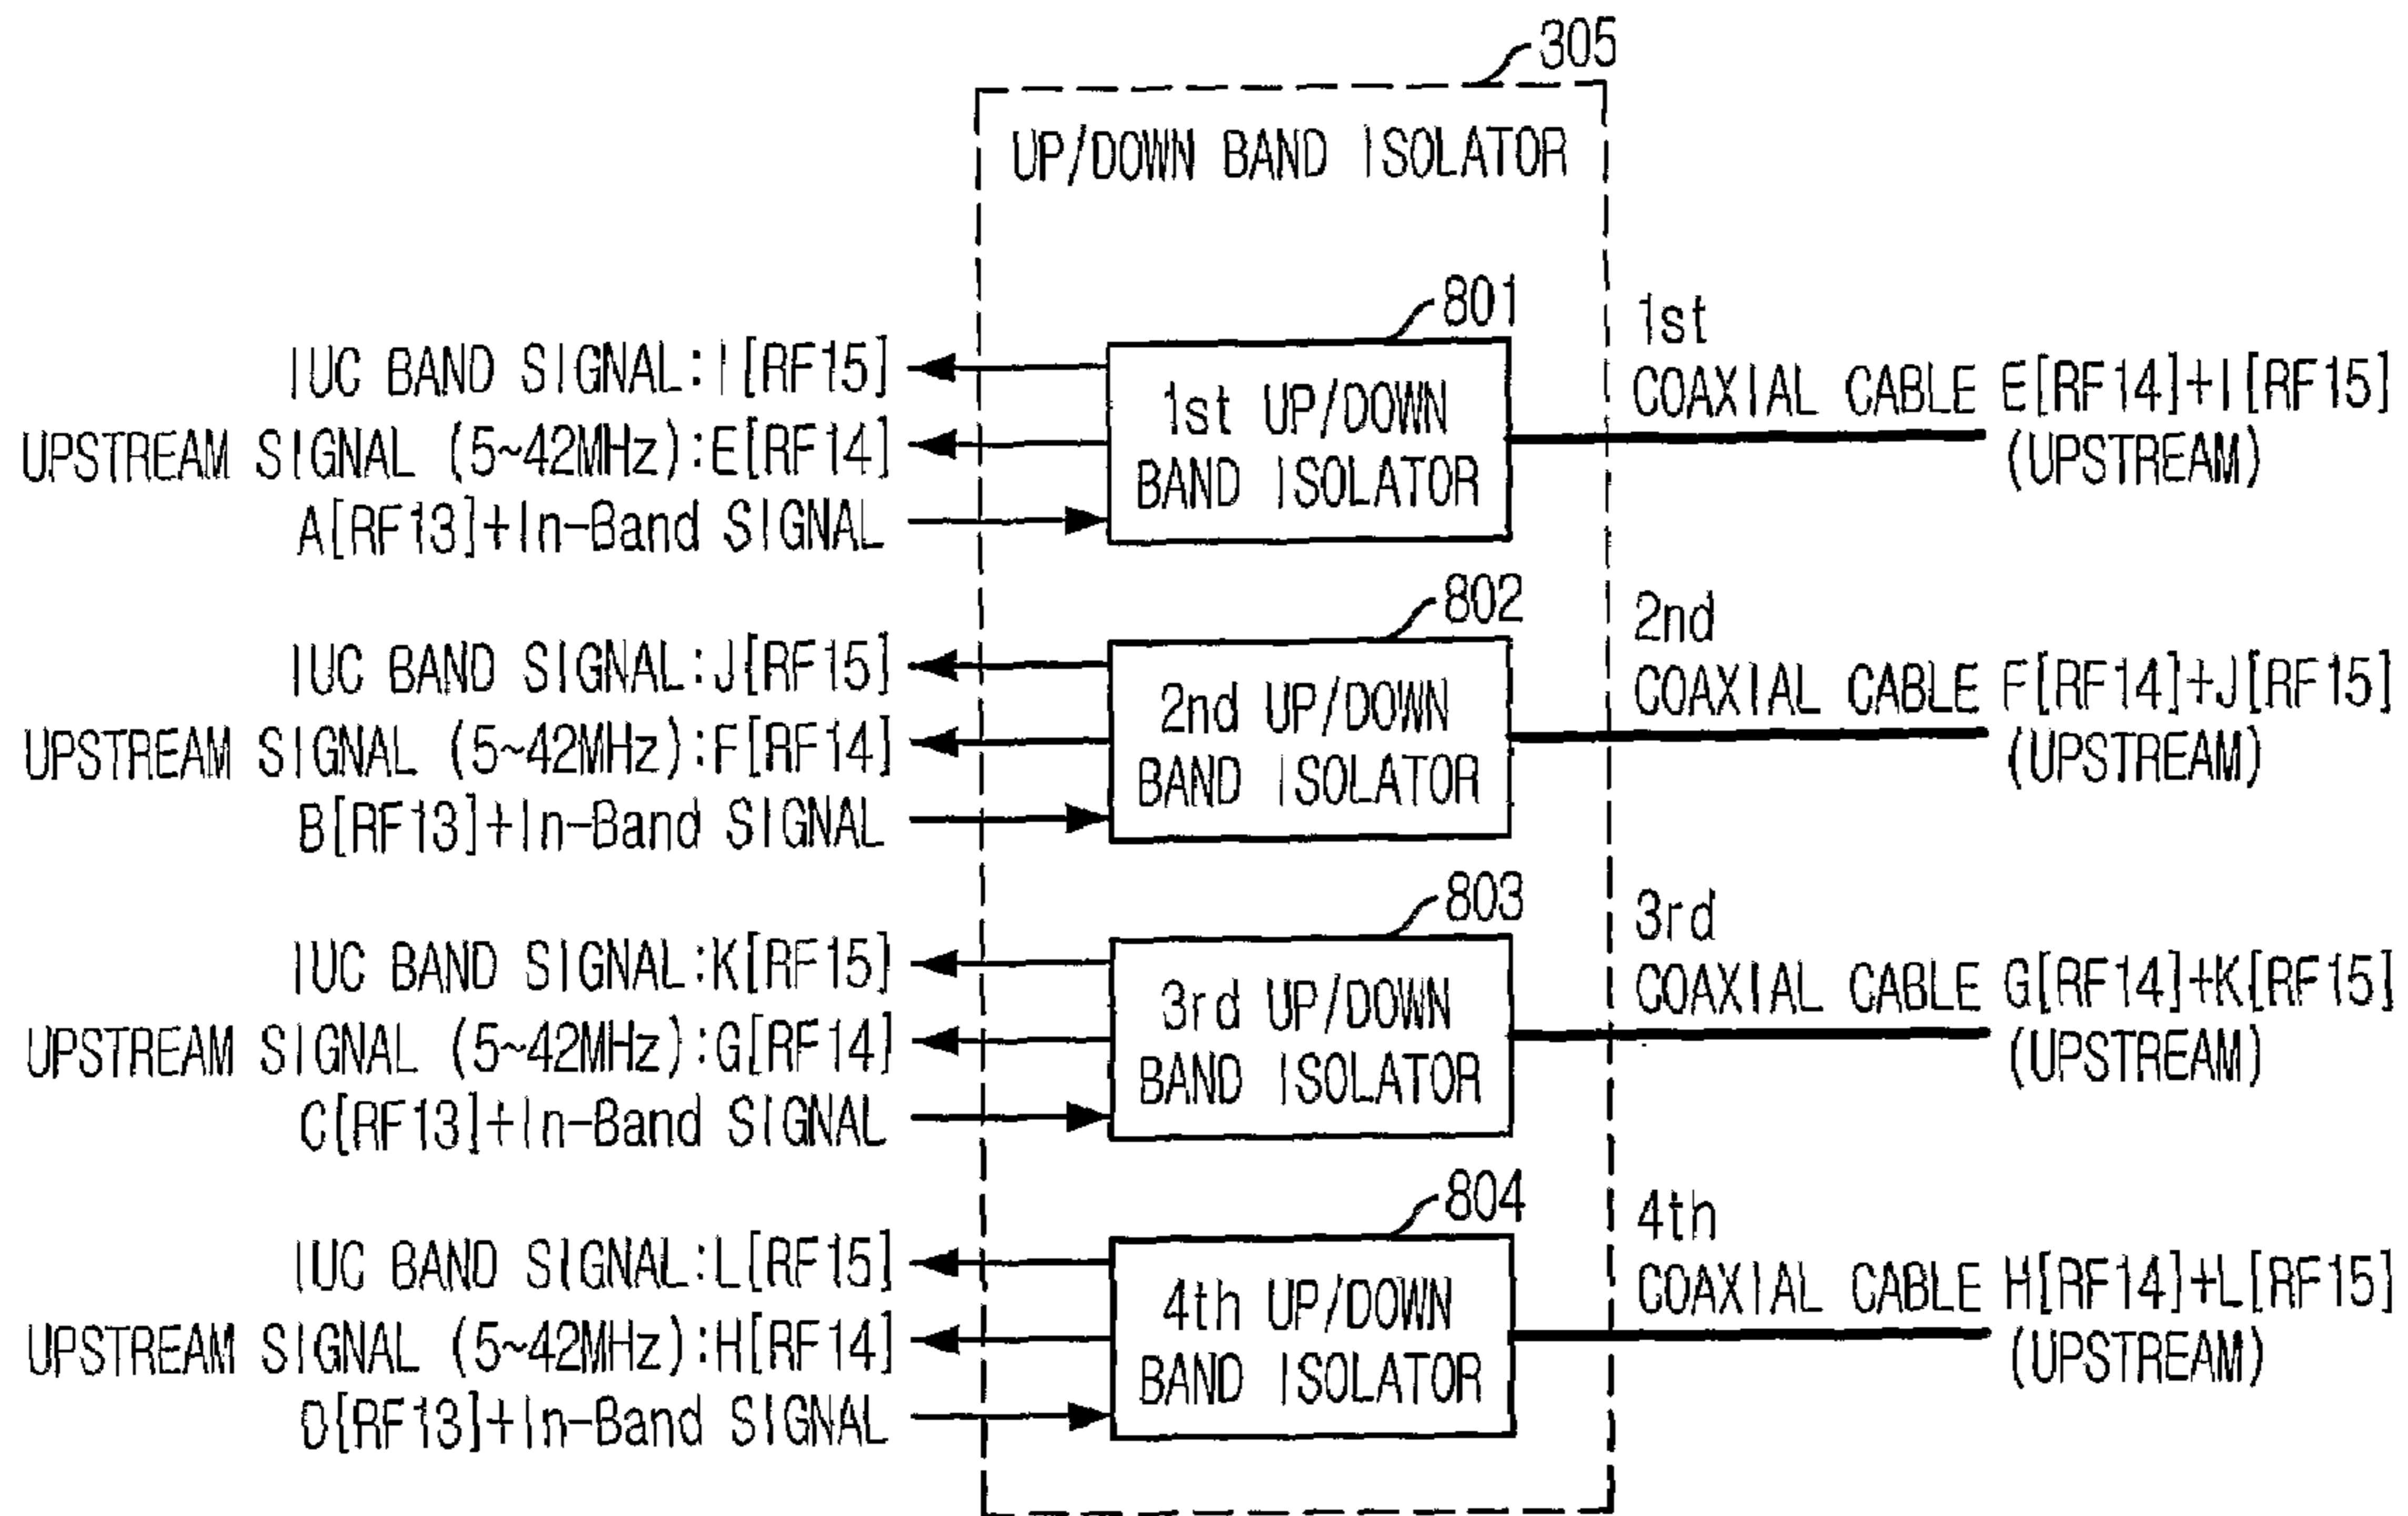 305
UP/DOWN BAND ISOLATOR
801
IUC BAND SIGNAL:I[RF15]
UPSTREAM SIGNAL (5~42MHz):E[RF14]
A[RF13]+In-Band SIGNAL
1st UP/DOWN
BAND ISOLATOR
1st
COAXIAL CABLE E[RF14]+I[RF15]
(UPSTREAM)
802
IUC BAND SIGNAL:J[RF15]
UPSTREAM SIGNAL (5~42MHz):F[RF14]
B[RF13]+In-Band SIGNAL
2nd UP/DOWN
BAND ISOLATOR
2nd
COAXIAL CABLE F[RF14]+J[RF15]
(UPSTREAM)
803
IUC BAND SIGNAL:K[RF15]
UPSTREAM SIGNAL (5~42MHz):G[RF14]
C[RF13]+In-Band SIGNAL
3rd UP/DOWN
BAND ISOLATOR
3rd
COAXIAL CABLE G[RF14]+K[RF15]
(UPSTREAM)
804
IUC BAND SIGNAL:L[RF15]
UPSTREAM SIGNAL (5~42MHz):H[RF14]
D[RF13]+In-Band SIGNAL
4th UP/DOWN
BAND ISOLATOR
4th
COAXIAL CABLE H[RF14]+L[RF15]
(UPSTREAM)